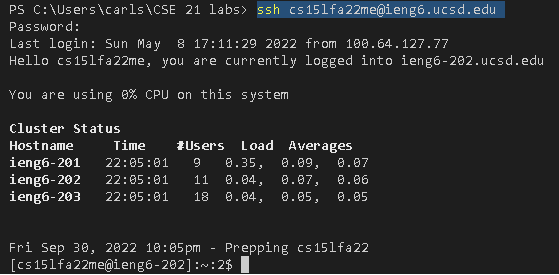 PS C:\Users\carls\CSE 21 labs> ssh cs15lfa22me@ieng6.ucsd.edu
Password:
Last login: Sun May  8 17:11:29 2022 from 100.64.127.77
Hello cs15lfa22me, you are currently logged into ieng6-202.ucsd.edu
You are using 0% CPU on this system
Cluster Status
Hostname     Time    #Users  Load  Averages
ieng6-201   22:05:01   9   0.35,  0.09,  0.07
ieng6-202   22:05:01   11  0.04,  0.07,  0.06
ieng6-203   22:05:01   18  0.04,  0.05,  0.05
Fri Sep 30, 2022 10:05pm - Prepping cs15lfa22
[cs15lfa22me@ieng6-202]:~:2$